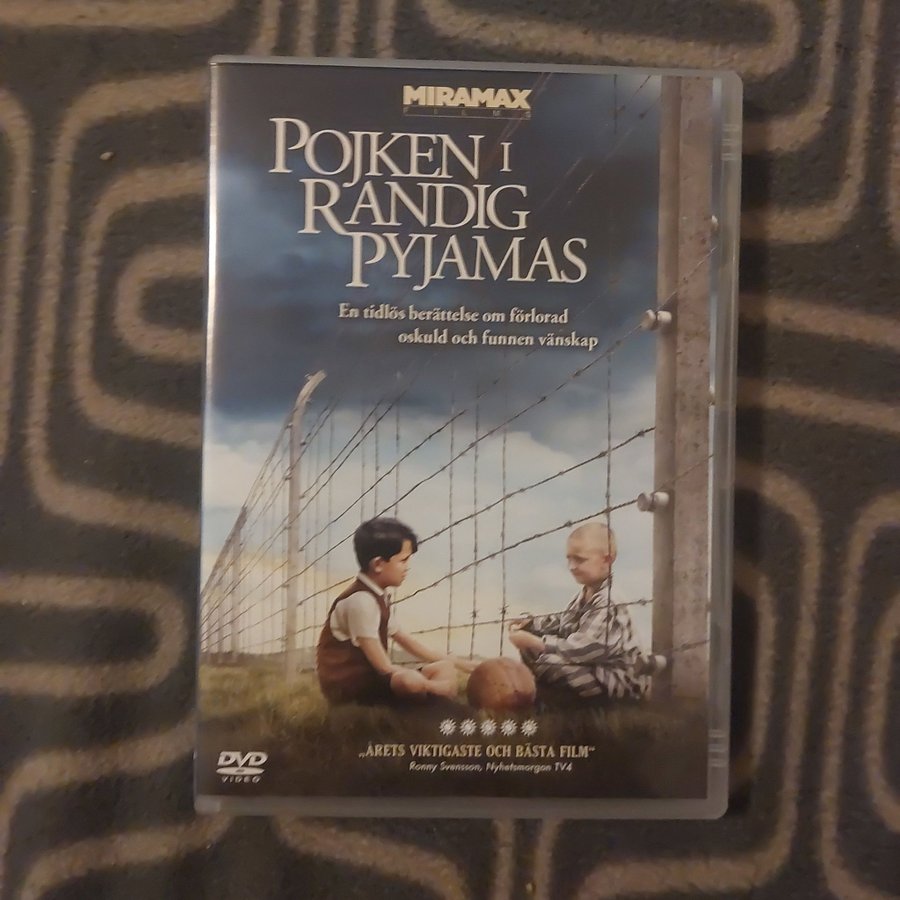 MIRAMAX
FILMS
POJKEN I
RANDIG
PYJAMAS
En tidlös berättelse om förlorad
oskuld och funnen vänskap
„ÅRETS VIKTIGASTE OCH BÄSTA FILM“
Ronny Svensson, Nyhetsmorgon TV4
DVD
VIDEO